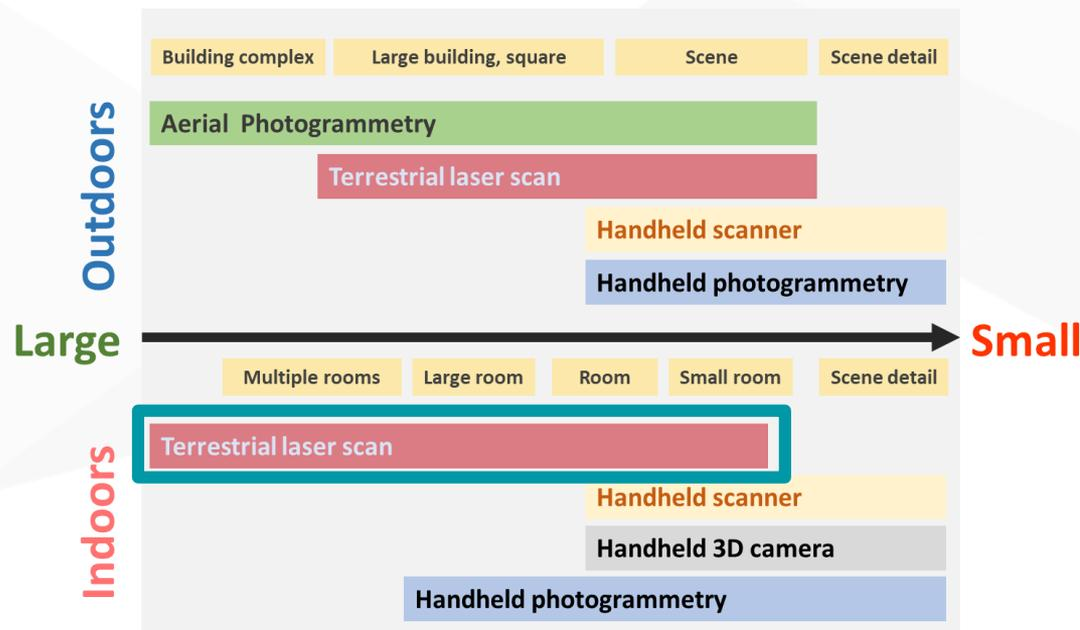 Building complex
Large building, square
Scene
Scene detail
Outdoors
Aerial Photogrammetry
Terrestrial laser scan
Handheld scanner
Handheld photogrammetry
Large
Small
Multiple rooms
Large room
Room
Small room
Scene detail
Indoors
Terrestrial laser scan
Handheld scanner
Handheld 3D camera
Handheld photogrammetry